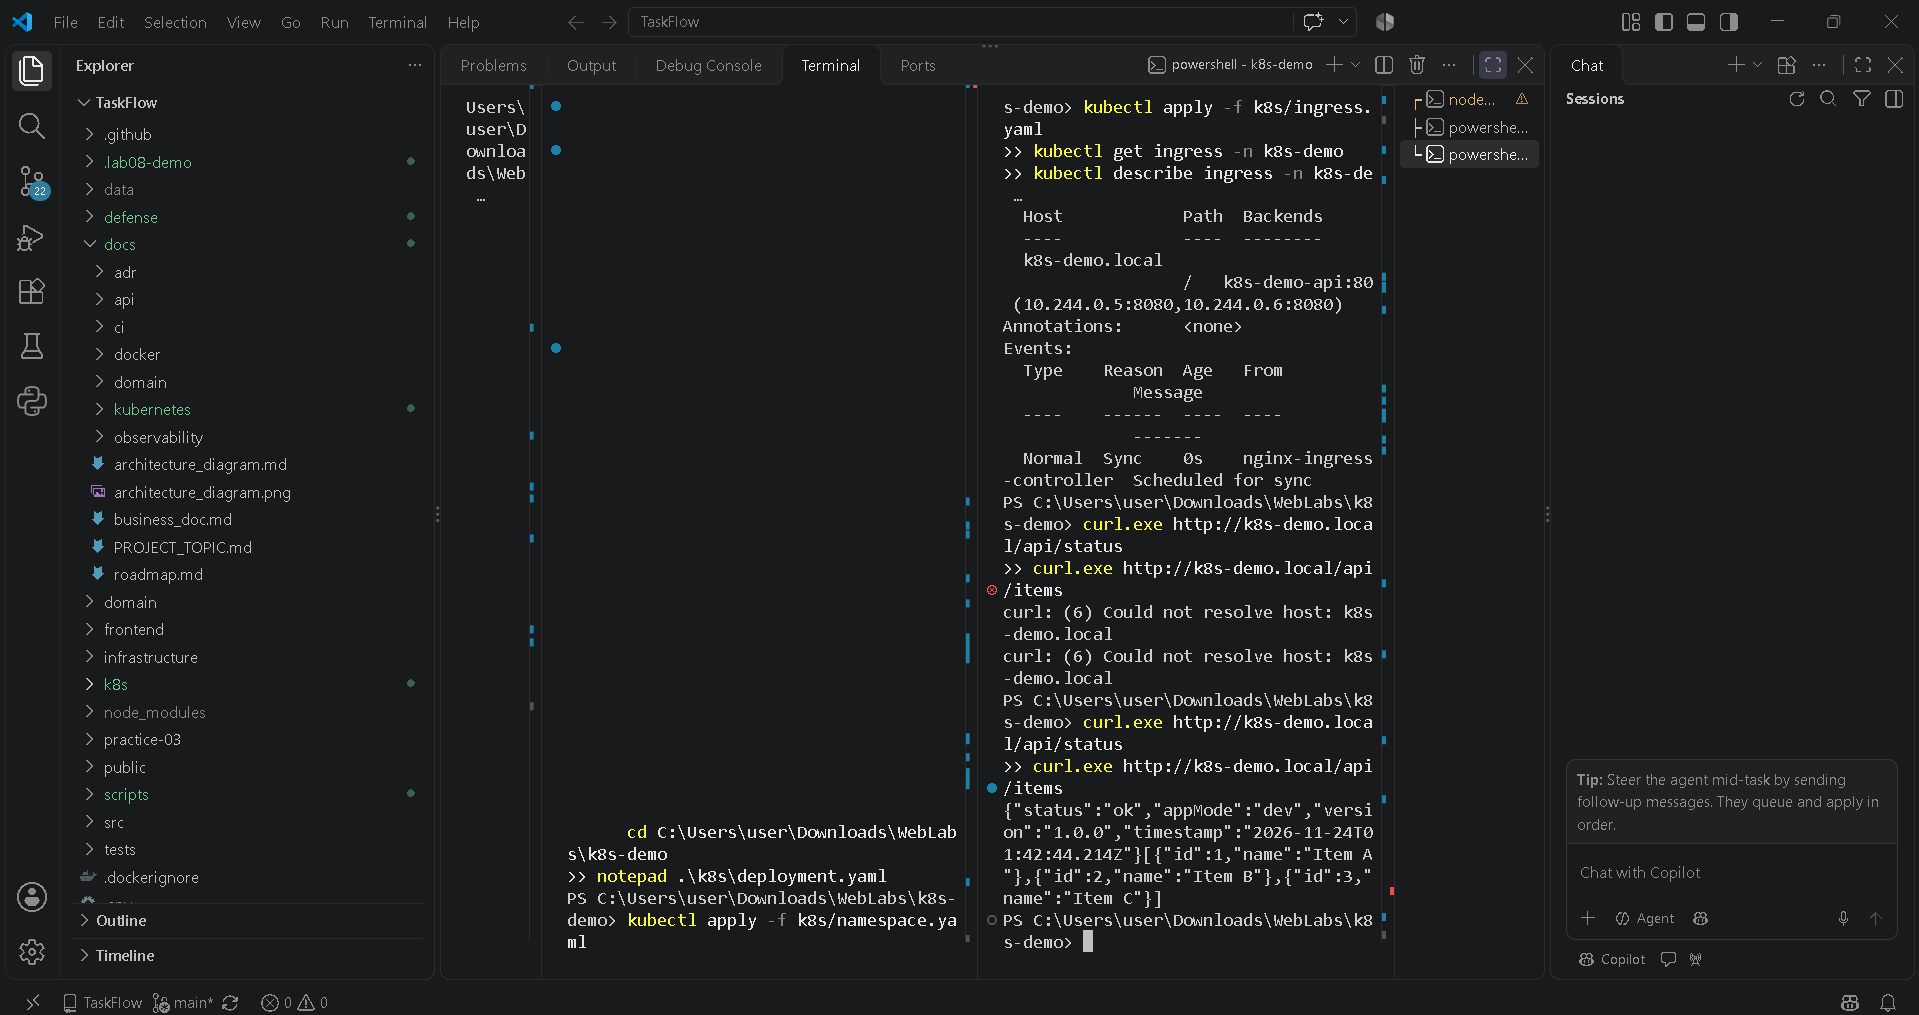 File Edit Selection View Go Run Terminal Help
TaskFlow
Explorer
TaskFlow
.github
.lab08-demo
data
defense
docs
adr
api
ci
docker
domain
kubernetes
observability
architecture_diagram.md
architecture_diagram.png
business_doc.md
PROJECT_TOPIC.md
roadmap.md
domain
frontend
infrastructure
k8s
node_modules
practice-03
public
scripts
src
tests
.dockerignore
Outline
Timeline
22
Problems Output Debug Console Terminal Ports
powershell - k8s-demo
Users\
user\D
ownloa
ds\Web
…
cd C:\Users\user\Downloads\WebLab
s\k8s-demo
>> notepad .\k8s\deployment.yaml
PS C:\Users\user\Downloads\WebLabs\k8s-
demo> kubectl apply -f k8s/namespace.ya
ml
s-demo> kubectl apply -f k8s/ingress.
yaml
>> kubectl get ingress -n k8s-demo
>> kubectl describe ingress -n k8s-de
…
Host Path Backends
---- ---- --------
k8s-demo.local
/ k8s-demo-api:80
(10.244.0.5:8080,10.244.0.6:8080)
Annotations: <none>
Events:
Type Reason Age From
Message
---- ------ ---- ----
-------
Normal Sync 0s nginx-ingress
-controller Scheduled for sync
PS C:\Users\user\Downloads\WebLabs\k8
s-demo> curl.exe http://k8s-demo.loca
l/api/status
>> curl.exe http://k8s-demo.local/api
/items
curl: (6) Could not resolve host: k8s
-demo.local
curl: (6) Could not resolve host: k8s
-demo.local
PS C:\Users\user\Downloads\WebLabs\k8
s-demo> curl.exe http://k8s-demo.loca
l/api/status
>> curl.exe http://k8s-demo.local/api
/items
{"status":"ok","appMode":"dev","versi
on":"1.0.0","timestamp":"2026-11-24T0
1:42:44.214Z"}[{"id":1,"name":"Item A
"},{"id":2,"name":"Item B"},{"id":3,"
name":"Item C"}]
PS C:\Users\user\Downloads\WebLabs\k8
s-demo>
node...
powershe...
powershe...
Chat
Sessions
Tip: Steer the agent mid-task by sending
follow-up messages. They queue and apply in
order.
Chat with Copilot
Agent
Copilot
TaskFlow main* 0 0